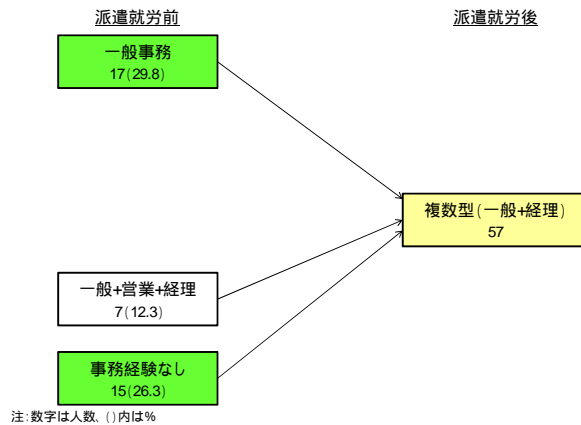 派遣就労前
派遣就労後
一般事務
17(29.8)
複数型(一般+経理)
57
一般+営業+経理
7(12.3)
事務経験なし
15(26.3)
注:数字は人数、()内は%